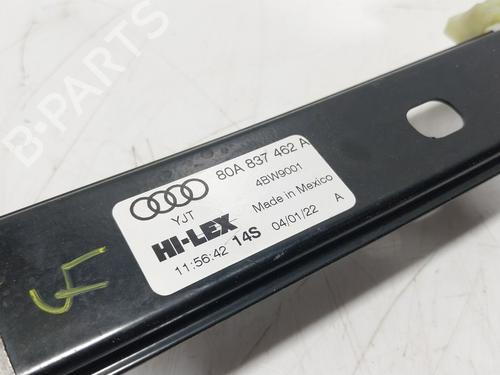 B-PARTS
80A 837 462 A
4BW9001
YJT
Made in Mexico
HI-LEX
A
11:56:42 14S 04/01/22